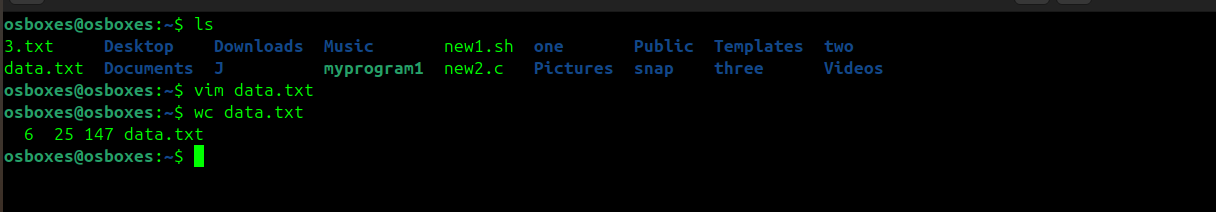 osboxes@osboxes:~$ ls
3.txt     Desktop    Downloads  Music       new1.sh  one       Public  Templates  two
data.txt  Documents  J          myprogram1  new2.c   Pictures  snap    three      Videos
osboxes@osboxes:~$ vim data.txt
osboxes@osboxes:~$ wc data.txt
  6  25 147 data.txt
osboxes@osboxes:~$